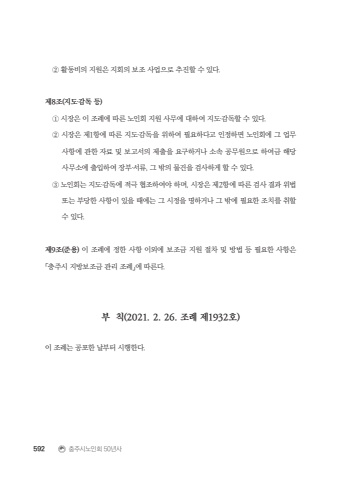 ② 활동비의 지원은 지회의 보조 사업으로 추진할 수 있다.
제8조(지도·감독 등)
① 시장은 이 조례에 따른 노인회 지원 사무에 대하여 지도·감독할 수 있다.
② 시장은 제1항에 따른 지도·감독을 위하여 필요하다고 인정하면 노인회에 그 업무
사항에 관한 자료 및 보고서의 제출을 요구하거나 소속 공무원으로 하여금 해당
사무소에 출입하여 장부·서류, 그 밖의 물건을 검사하게 할 수 있다.
③ 노인회는 지도·감독에 적극 협조하여야 하며, 시장은 제2항에 따른 검사 결과 위법
또는 부당한 사항이 있을 때에는 그 시정을 명하거나 그 밖에 필요한 조치를 취할
수 있다.
제9조(준용) 이 조례에 정한 사항 이외에 보조금 지원 절차 및 방법 등 필요한 사항은
「충주시 지방보조금 관리 조례」에 따른다.
부 칙(2021. 2. 26. 조례 제1932호)
이 조례는 공포한 날부터 시행한다.
592 충주시노인회 50년사